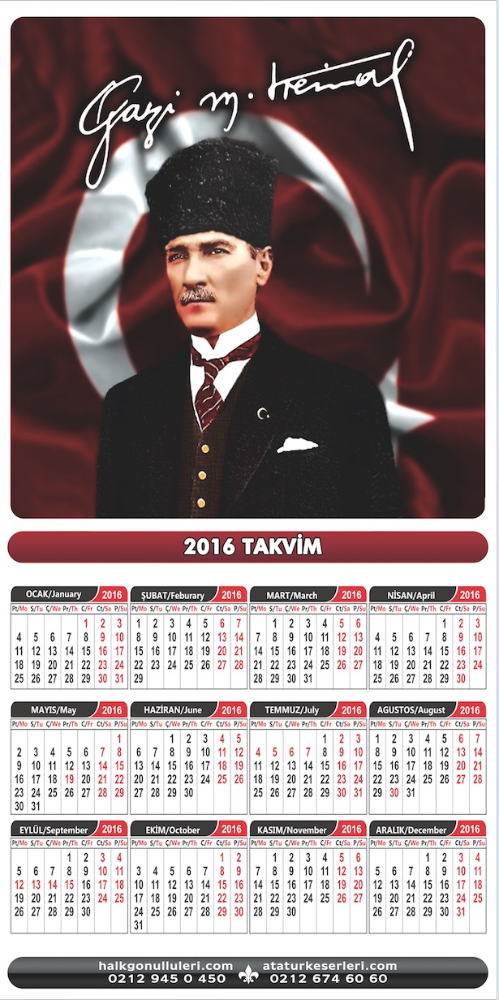 Gazi M. Kemal
2016 TAKVİM
OCAK/January 2016
Pt/Mo S/Tu Ç/We Pr/Th C/Fr Ct/Sa P/Su
1 2 3
4 5 6 7 8 9 10
11 12 13 14 15 16 17
18 19 20 21 22 23 24
25 26 27 28 29 30 31
ŞUBAT/Feburary 2016
Pt/Mo S/Tu Ç/We Pr/Th C/Fr Ct/Sa P/Su
1 2 3 4 5 6 7
8 9 10 11 12 13 14
15 16 17 18 19 20 21
22 23 24 25 26 27 28
29
MART/March 2016
Pt/Mo S/Tu Ç/We Pr/Th C/Fr Ct/Sa P/Su
1 2 3 4 5 6
7 8 9 10 11 12 13
14 15 16 17 18 19 20
21 22 23 24 25 26 27
28 29 30 31
NİSAN/April 2016
Pt/Mo S/Tu Ç/We Pr/Th C/Fr Ct/Sa P/Su
1 2 3
4 5 6 7 8 9 10
11 12 13 14 15 16 17
18 19 20 21 22 23 24
25 26 27 28 29 30
MAYIS/May 2016
Pt/Mo S/Tu Ç/We Pr/Th C/Fr Ct/Sa P/Su
1
2 3 4 5 6 7 8
9 10 11 12 13 14 15
16 17 18 19 20 21 22
23 24 25 26 27 28 29
30 31
HAZİRAN/June 2016
Pt/Mo S/Tu Ç/We Pr/Th C/Fr Ct/Sa P/Su
1 2 3 4 5
6 7 8 9 10 11 12
13 14 15 16 17 18 19
20 21 22 23 24 25 26
27 28 29 30
TEMMUZ/July 2016
Pt/Mo S/Tu Ç/We Pr/Th C/Fr Ct/Sa P/Su
1 2 3
4 5 6 7 8 9 10
11 12 13 14 15 16 17
18 19 20 21 22 23 24
25 26 27 28 29 30 31
AGUSTOS/August 2016
Pt/Mo S/Tu Ç/We Pr/Th C/Fr Ct/Sa P/Su
1 2 3 4 5 6 7
8 9 10 11 12 13 14
15 16 17 18 19 20 21
22 23 24 25 26 27 28
29 30 31
EYLÜL/September 2016
Pt/Mo S/Tu Ç/We Pr/Th C/Fr Ct/Sa P/Su
1 2 3 4
5 6 7 8 9 10 11
12 13 14 15 16 17 18
19 20 21 22 23 24 25
26 27 28 29 30
EKİM/October 2016
Pt/Mo S/Tu Ç/We Pr/Th C/Fr Ct/Sa P/Su
1 2
3 4 5 6 7 8 9
10 11 12 13 14 15 16
17 18 19 20 21 22 23
24 25 26 27 28 29 30
31
KASIM/November 2016
Pt/Mo S/Tu Ç/We Pr/Th C/Fr Ct/Sa P/Su
1 2 3 4 5 6
7 8 9 10 11 12 13
14 15 16 17 18 19 20
21 22 23 24 25 26 27
28 29 30
ARALIK/December 2016
Pt/Mo S/Tu Ç/We Pr/Th C/Fr Ct/Sa P/Su
1 2 3 4
5 6 7 8 9 10 11
12 13 14 15 16 17 18
19 20 21 22 23 24 25
26 27 28 29 30 31
halkgonulluleri.com ataturkeserleri.com
0212 945 0 450 0212 674 60 60